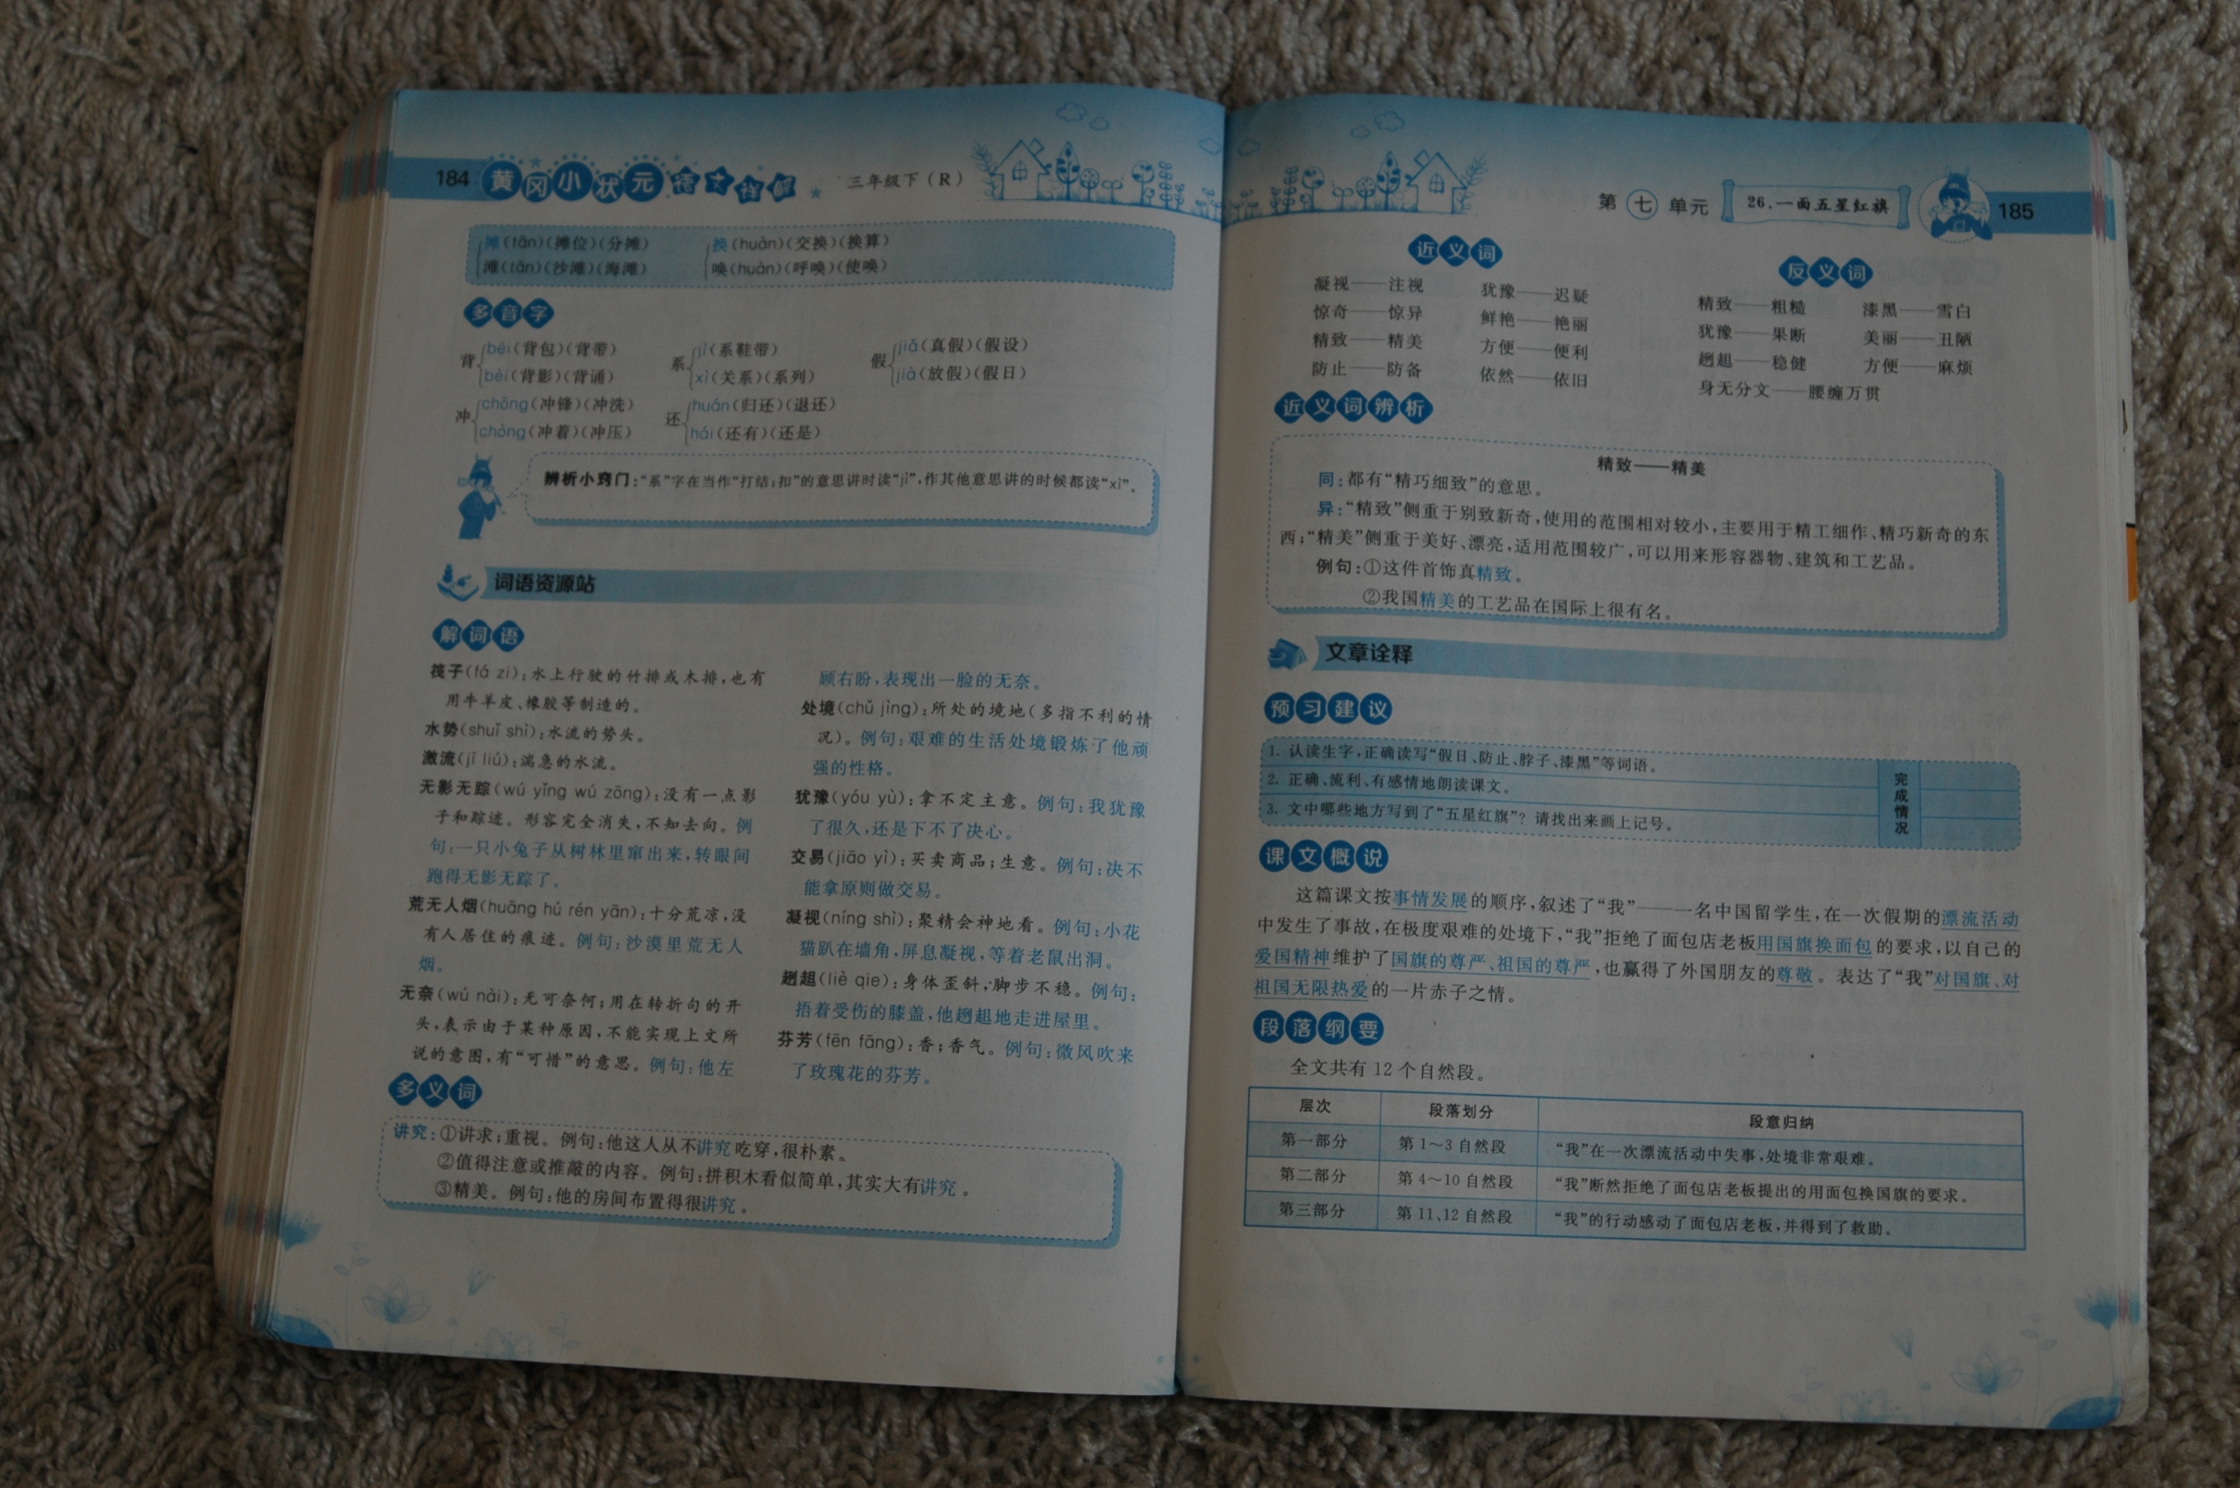 184 黄冈小状元 语文详解 三年级下（R）
摊(tān)(摊位)(分摊) 换(huàn)(交换)(换算)
滩(tān)(沙滩)(海滩) 唤(huàn)(呼唤)(使唤)
多音字
背 bēi(背包)(背带) 系 jì(系鞋带) 假 jiǎ(真假)(假设)
bèi(背影)(背诵) xì(关系)(系列) jià(放假)(假日)
冲 chōng(冲锋)(冲洗) 还 huán(归还)(退还)
chòng(冲着)(冲压) hái(还有)(还是)
辨析小窍门：“系”字在当作“打结;扣”的意思讲时读“jì”,作其他意思讲的时候都读“xì”。
词语资源站
解词语
筏子(fá zi)：水上行驶的竹排或木排,也有
用牛羊皮、橡胶等制造的。
水势(shuǐ shì)：水流的势头。
激流(jī liú)：湍急的水流。
无影无踪(wú yǐng wú zōng)：没有一点影
子和踪迹。形容完全消失,不知去向。例
句：一只小兔子从树林里窜出来,转眼间
跑得无影无踪了。
荒无人烟(huāng wú rén yān)：十分荒凉,没
有人居住的痕迹。例句：沙漠里荒无人
烟。
无奈(wú nài)：无可奈何;用在转折句的开
头,表示由于某种原因,不能实现上文所
说的意图,有“可惜”的意思。例句：他左
顾右盼,表现出一脸的无奈。
处境(chǔ jìng)：所处的境地(多指不利的情
况)。例句：艰难的生活处境锻炼了他顽
强的性格。
犹豫(yóu yù)：拿不定主意。例句：我犹豫
了很久,还是下不了决心。
交易(jiāo yì)：买卖商品;生意。例句：决不
能拿原则做交易。
凝视(níng shì)：聚精会神地看。例句：小花
猫趴在墙角,屏息凝视,等着老鼠出洞。
趔趄(liè qie)：身体歪斜;脚步不稳。例句：
捂着受伤的膝盖,他趔趄地走进屋里。
芬芳(fēn fāng)：香;香气。例句：微风吹来
了玫瑰花的芬芳。
多义词
讲究：①讲求;重视。例句：他这人从不讲究吃穿,很朴素。
②值得注意或推敲的内容。例句：拼积木看似简单,其实大有讲究。
③精美。例句：他的房间布置得很讲究。
第七单元 26.一面五星红旗 185
近义词
凝视——注视 犹豫——迟疑
惊奇——惊异 鲜艳——艳丽
精致——精美 方便——便利
防止——防备 依然——依旧
反义词
精致——粗糙 漆黑——雪白
犹豫——果断 美丽——丑陋
趔趄——稳健 方便——麻烦
身无分文——腰缠万贯
近义词辨析
精致——精美
同：都有“精巧细致”的意思。
异：“精致”侧重于别致新奇,使用的范围相对较小,主要用于精工细作、精巧新奇的东
西;“精美”侧重于美好、漂亮,适用范围较广,可以用来形容器物、建筑和工艺品。
例句：①这件首饰真精致。
②我国精美的工艺品在国际上很有名。
文章诠释
预习建议
1. 认读生字,正确读写“假日、防止、脖子、漆黑”等词语。
2. 正确、流利、有感情地朗读课文。
3. 文中哪些地方写到了“五星红旗”？请找出来画上记号。
完成情况
课文概说
这篇课文按事情发展的顺序,叙述了“我”——一名中国留学生,在一次假期的漂流活动
中发生了事故,在极度艰难的处境下,“我”拒绝了面包店老板用国旗换面包的要求,以自己的
爱国精神维护了国旗的尊严、祖国的尊严,也赢得了外国朋友的尊敬。表达了“我”对国旗、对
祖国无限热爱的一片赤子之情。
段落纲要
全文共有12个自然段。
层次 段落划分 段意归纳
第一部分 第1~3自然段 “我”在一次漂流活动中失事,处境非常艰难。
第二部分 第4~10自然段 “我”断然拒绝了面包店老板提出的用面包换国旗的要求。
第三部分 第11、12自然段 “我”的行动感动了面包店老板,并得到了救助。